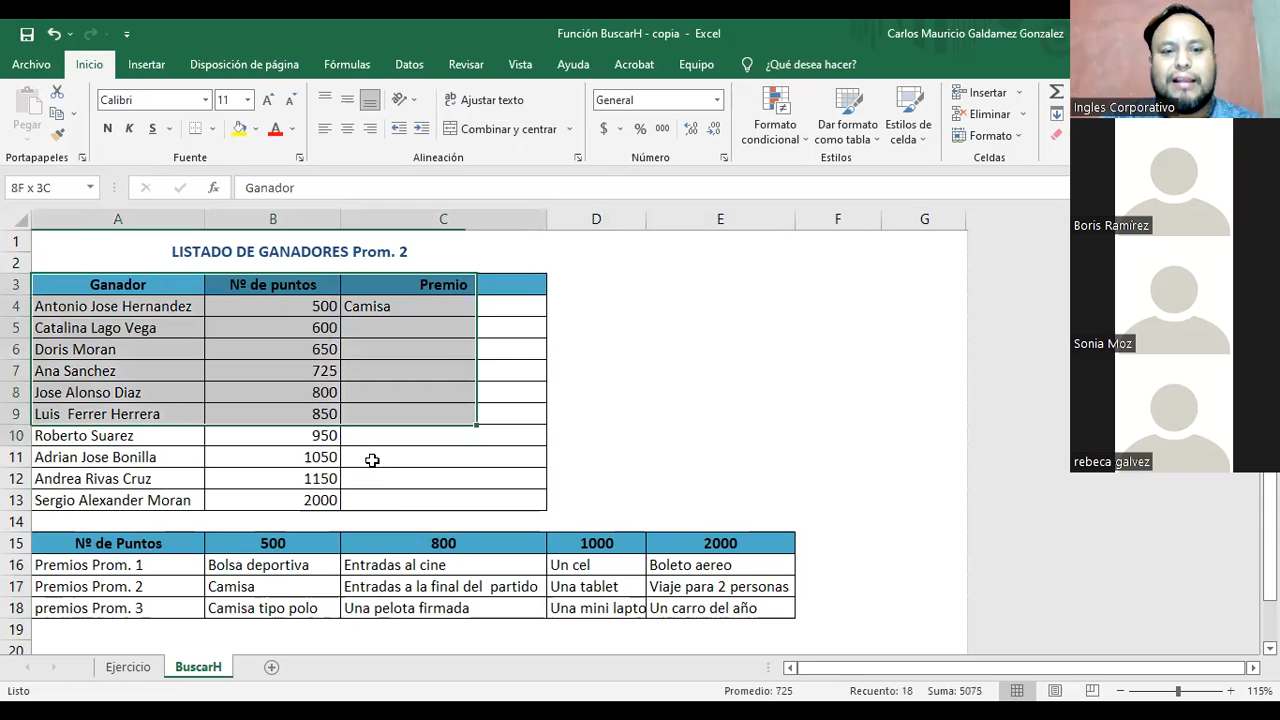 Función BuscarH - copia - Excel
Carlos Mauricio Galdamez Gonzalez
Archivo Inicio Insertar Disposición de página Fórmulas Datos Revisar Vista Ayuda Acrobat Equipo ¿Qué desea hacer?
Pegar
Calibri 11
N K S
Ajustar texto
Combinar y centrar
General
$ % 000
Formato condicional
Dar formato como tabla
Estilos de celda
Insertar
Eliminar
Formato
Portapapeles Fuente Alineación Número Estilos Celdas
8F x 3C fx Ganador
A B C D E F G
1 LISTADO DE GANADORES Prom. 2
2
3 Ganador Nº de puntos Premio
4 Antonio Jose Hernandez 500 Camisa
5 Catalina Lago Vega 600
6 Doris Moran 650
7 Ana Sanchez 725
8 Jose Alonso Diaz 800
9 Luis Ferrer Herrera 850
10 Roberto Suarez 950
11 Adrian Jose Bonilla 1050
12 Andrea Rivas Cruz 1150
13 Sergio Alexander Moran 2000
14
15 Nº de Puntos 500 800 1000 2000
16 Premios Prom. 1 Bolsa deportiva Entradas al cine Un cel Boleto aereo
17 Premios Prom. 2 Camisa Entradas a la final del partido Una tablet Viaje para 2 personas
18 premios Prom. 3 Camisa tipo polo Una pelota firmada Una mini lapto Un carro del año
19
20
Ejercicio BuscarH
Listo Promedio: 725 Recuento: 18 Suma: 5075 115%
Ingles Corporativo
Boris Ramírez
Sonia Moz
rebeca galvez